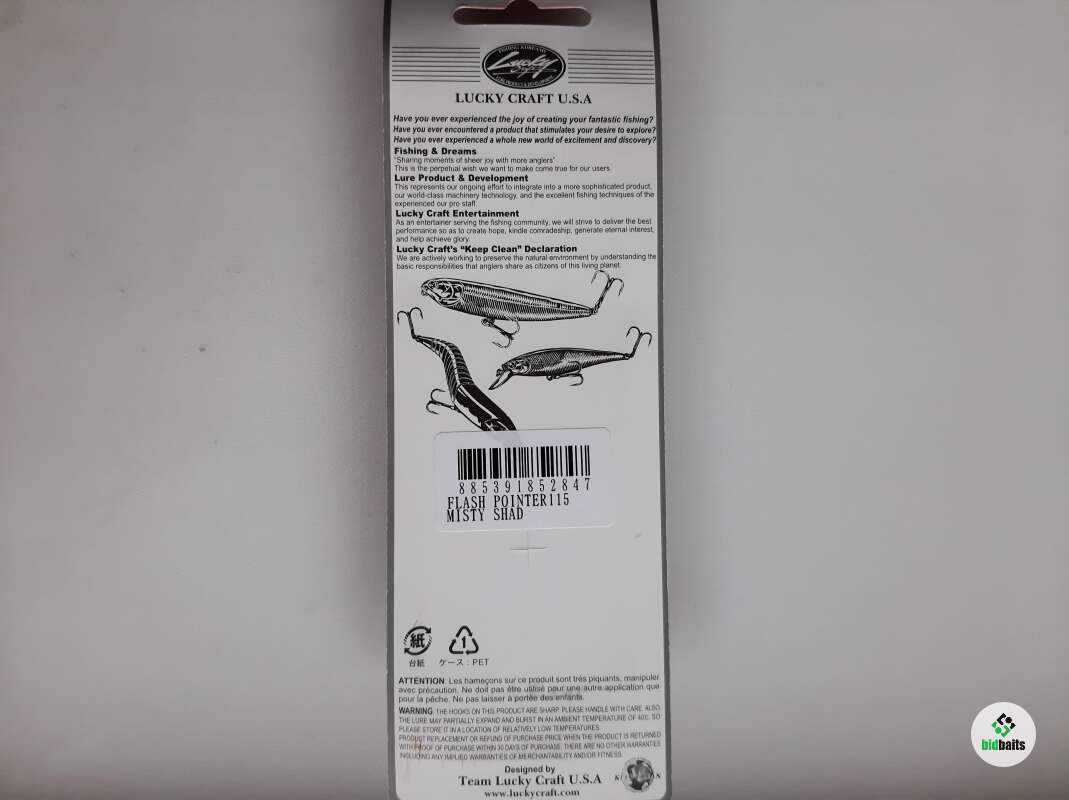 FISHING & DREAMS
Lucky
Craft
LURE PRODUCT & DEVELOPMENT
LUCKY CRAFT U.S.A
Have you ever experienced the joy of creating your fantastic fishing?
Have you ever encountered a product that stimulates your desire to explore?
Have you ever experienced a whole new world of excitement and discovery?
Fishing & Dreams
"Sharing moments of sheer joy with more anglers"
This is the perpetual wish we want to make come true for our users.
Lure Product & Development
This represents our ongoing effort to integrate into a more sophisticated product,
our world-class machinery technology, and the excellent fishing techniques of the
experienced our pro staff.
Lucky Craft Entertainment
As an entertainer serving the fishing community, we will strive to deliver the best
performance so as to create hope, kindle comradeship, generate eternal interest,
and help achieve glory.
Lucky Craft's "Keep Clean" Declaration
We are actively working to preserve the natural environment by understanding the
basic responsibilities that anglers share as citizens of this living planet.
885391852847
FLASH POINTER115
MISTY SHAD
紙
1
台紙 ケース : PET
ATTENTION: Les hameçons sur ce produit sont très piquants, manipuler
avec précaution. Ne doit pas être utilisé pour une autre application que
pour la pêche. Ne pas laisser à portée des enfants.
WARNING: THE HOOKS ON THIS PRODUCT ARE SHARP. PLEASE HANDLE WITH CARE. ALSO,
THE LURE MAY PARTIALLY EXPAND AND BURST IN AN AMBIENT TEMPERATURE OF 40℃, SO
PLEASE STORE IT IN A LOCATION OF RELATIVELY LOW TEMPERATURES.
PRODUCT REPLACEMENT OR REFUND OF PURCHASE PRICE WHEN THE PRODUCT IS RETURNED
WITH PROOF OF PURCHASE WITHIN 30 DAYS OF PURCHASE. THERE ARE NO OTHER WARRANTIES
INCLUDING ANY IMPLIED WARRANTIES OF MERCHANTABILITY AND/OR FITNESS.
Designed by
Team Lucky Craft U.S.A
www.luckycraft.com
bidbaits